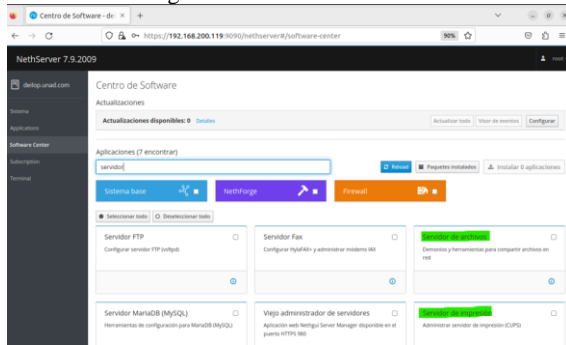 Centro de Software - de
https://192.168.200.119:9090/nethserver#/software-center
90%
NethServer 7.9.2009
root
deilop.unad.com
Centro de Software
Actualizaciones
Sistema
Actualizaciones disponibles: 0 Detalles
Actualizar todo
Visor de eventos
Configurar
Applications
Software Center
Aplicaciones (7 encontrar)
Subscription
servidor
Reload
Paquetes instalados
Instalar 0 aplicaciones
Terminal
Sistema base
NethForge
Firewall
Seleccionar todo
Deseleccionar todo
Servidor FTP
Configurar servidor FTP (vsftpd)
Servidor Fax
Configurar HylaFAX+ y administrar módems IAX
Servidor de archivos
Demonios y herramientas para compartir archivos en
red
Servidor MariaDB (MySQL)
Herramientas de configuración para MariaDB (MySQL)
Viejo administrador de servidores
Aplicación web Nethgui Server Manager disponible en el
puerto HTTPS 980
Servidor de impresión
Administrar servidor de impresión (CUPS)